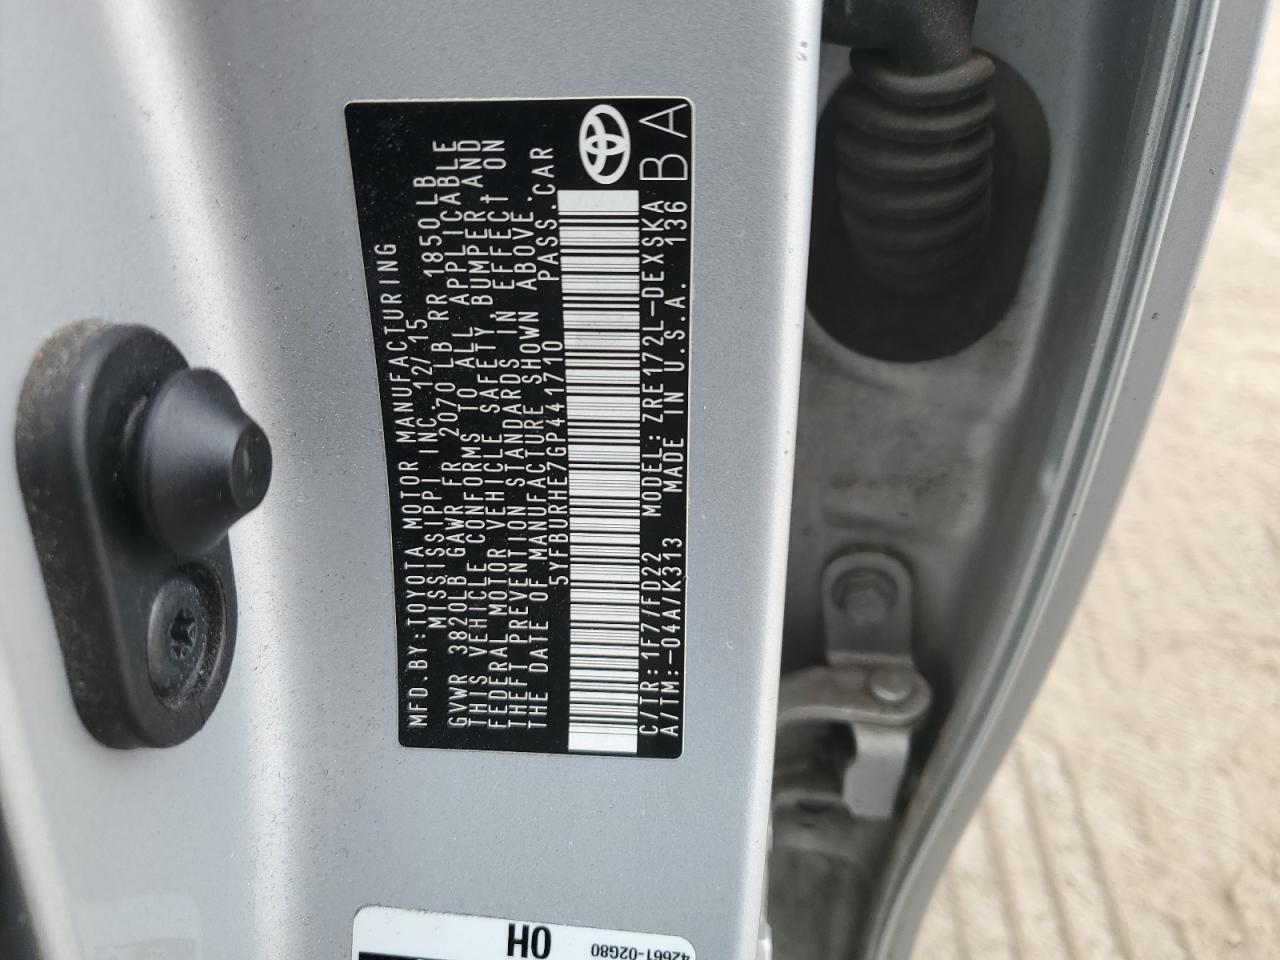 MFD.BY:TOYOTA MOTOR MANUFACTURING
MISSISSIPPI INC.12/15
GVWR 3820LB GAWR FR 2070 LB RR 1850 LB
THIS VEHICLE CONFORMS TO ALL APPLICABLE
FEDERAL MOTOR VEHICLE SAFETY, BUMPER, AND
THEFT PREVENTION STANDARDS IN EFFECT ON
THE DATE OF MANUFACTURE SHOWN ABOVE.
5YFBURHE7GP441710 PASS.CAR
C/TR:1F7/FD22 MODEL:ZRE172L-DEXSKA
A/TM:-04A/K313 MADE IN U.S.A. 136
BA
42661-02G80
0H